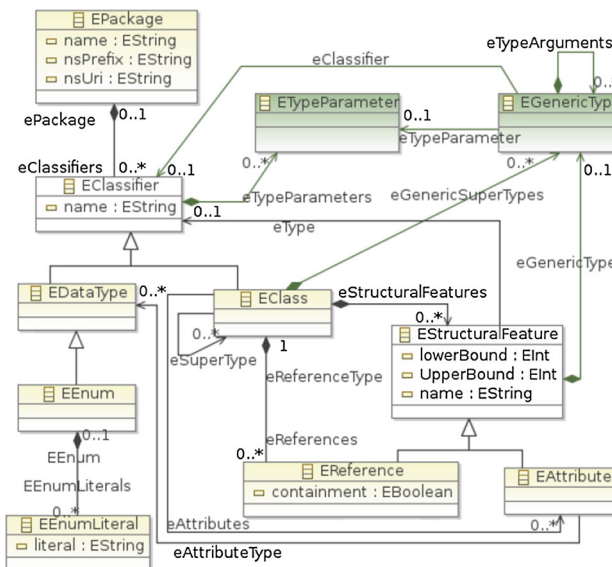 EPackage
name : EString
nsPrefix : EString
nsUri : EString
ePackage
0..1
eClassifiers
0..*
eClassifier
0..1
eTypeArguments
0..
ETypeParameter
0..1
eTypeParameter
EGenericTyp
0..*
0..1
EClassifier
name : EString
0..*
eTypeParameters
0..1
eGenericSuperTypes
eType
eGenericType
EDataType
0..*
EClass
0..*
eSuperType
1
eStructuralFeatures
0..*
EStructuralFeature
lowerBound : EInt
UpperBound : EInt
name : EString
eReferenceType
eReferences
0..*
EEnum
0..1
EEnum
EEnumLiterals
0..*
EReference
containment : EBoolean
EAttribute
EEnumLiteral
literal : EString
eAttributes
0..*
eAttributeType